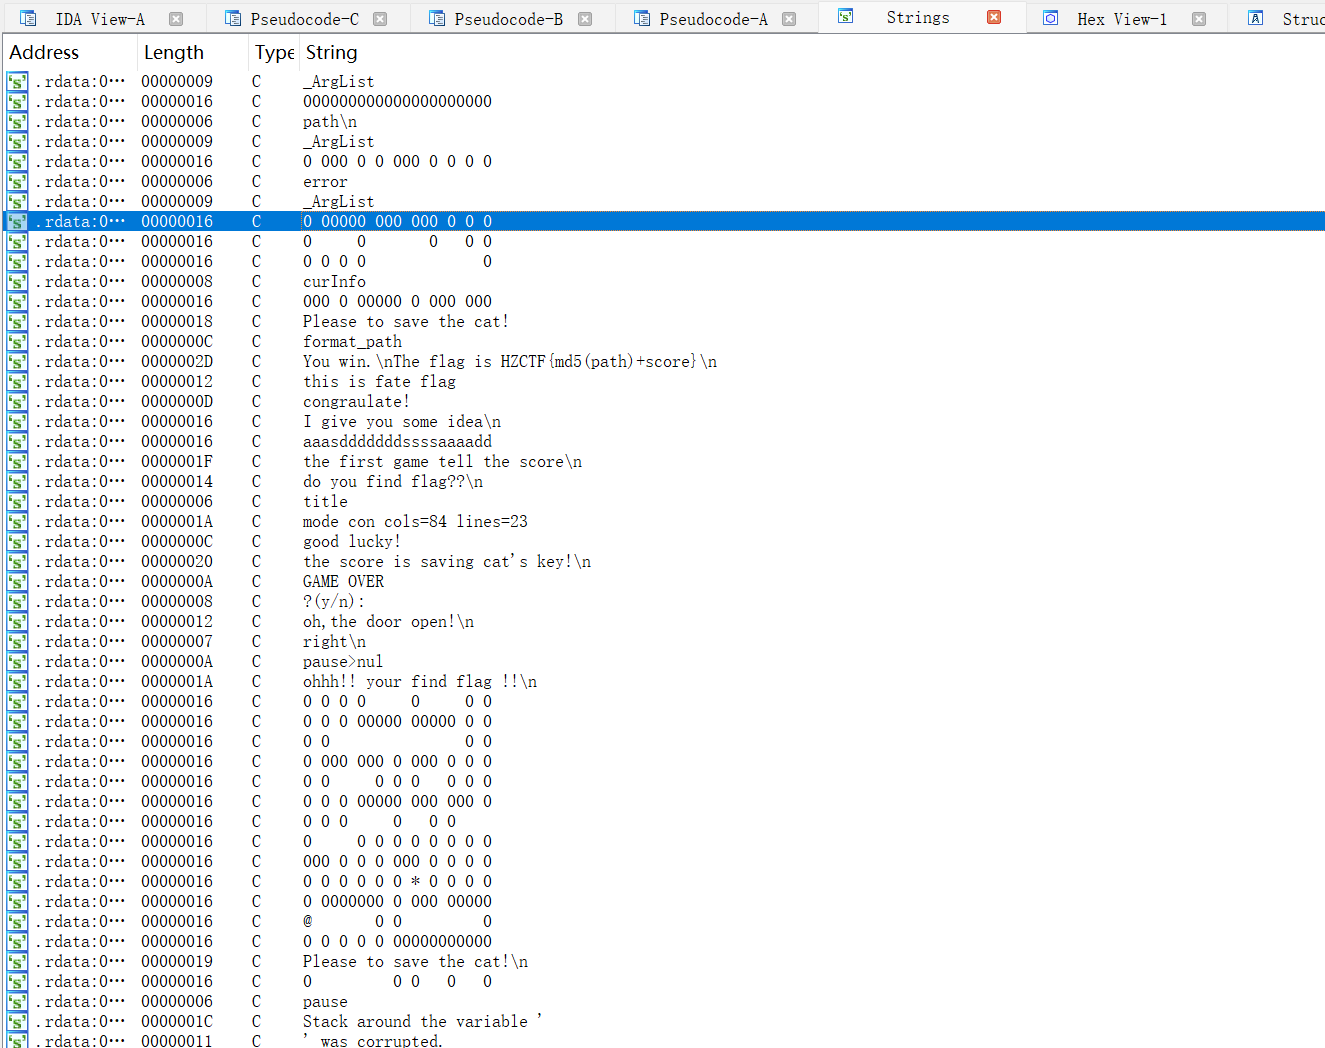 IDA View-A Pseudocode-C Pseudocode-B Pseudocode-A Strings Hex View-1 Struc
Address Length Type String
.rdata:0… 00000009 C _ArgList
.rdata:0… 00000016 C 000000000000000000000
.rdata:0… 00000006 C path\n
.rdata:0… 00000009 C _ArgList
.rdata:0… 00000016 C 0 000 0 0 000 0 0 0 0
.rdata:0… 00000006 C error
.rdata:0… 00000009 C _ArgList
.rdata:0… 00000016 C 0 00000 000 000 0 0 0
.rdata:0… 00000016 C 0     0       0   0 0
.rdata:0… 00000016 C 0 0 0 0             0
.rdata:0… 00000008 C curInfo
.rdata:0… 00000016 C 000 0 00000 0 000 000
.rdata:0… 00000018 C Please to save the cat!
.rdata:0… 0000000C C format_path
.rdata:0… 0000002D C You win.\nThe flag is HZCTF{md5(path)+score}\n
.rdata:0… 00000012 C this is fate flag
.rdata:0… 0000000D C congraulate!
.rdata:0… 00000016 C I give you some idea\n
.rdata:0… 00000016 C aaasdddddddssssaaaadd
.rdata:0… 0000001F C the first game tell the score\n
.rdata:0… 00000014 C do you find flag??\n
.rdata:0… 00000006 C title
.rdata:0… 0000001A C mode con cols=84 lines=23
.rdata:0… 0000000C C good lucky!
.rdata:0… 00000020 C the score is saving cat's key!\n
.rdata:0… 0000000A C GAME OVER
.rdata:0… 00000008 C ?(y/n):
.rdata:0… 00000012 C oh,the door open!\n
.rdata:0… 00000007 C right\n
.rdata:0… 0000000A C pause>nul
.rdata:0… 0000001A C ohhh!! your find flag !!\n
.rdata:0… 00000016 C 0 0 0 0     0     0 0
.rdata:0… 00000016 C 0 0 0 00000 00000 0 0
.rdata:0… 00000016 C 0 0               0 0
.rdata:0… 00000016 C 0 000 000 0 000 0 0 0
.rdata:0… 00000016 C 0 0     0 0 0   0 0 0
.rdata:0… 00000016 C 0 0 0 00000 000 000 0
.rdata:0… 00000016 C 0 0 0     0   0 0
.rdata:0… 00000016 C 0     0 0 0 0 0 0 0 0
.rdata:0… 00000016 C 000 0 0 0 000 0 0 0 0
.rdata:0… 00000016 C 0 0 0 0 0 0 * 0 0 0 0
.rdata:0… 00000016 C 0 0000000 0 000 00000
.rdata:0… 00000016 C @       0 0         0
.rdata:0… 00000016 C 0 0 0 0 0 00000000000
.rdata:0… 00000019 C Please to save the cat!\n
.rdata:0… 00000016 C 0         0 0   0   0
.rdata:0… 00000006 C pause
.rdata:0… 0000001C C Stack around the variable '
.rdata:0… 00000011 C ' was corrupted.